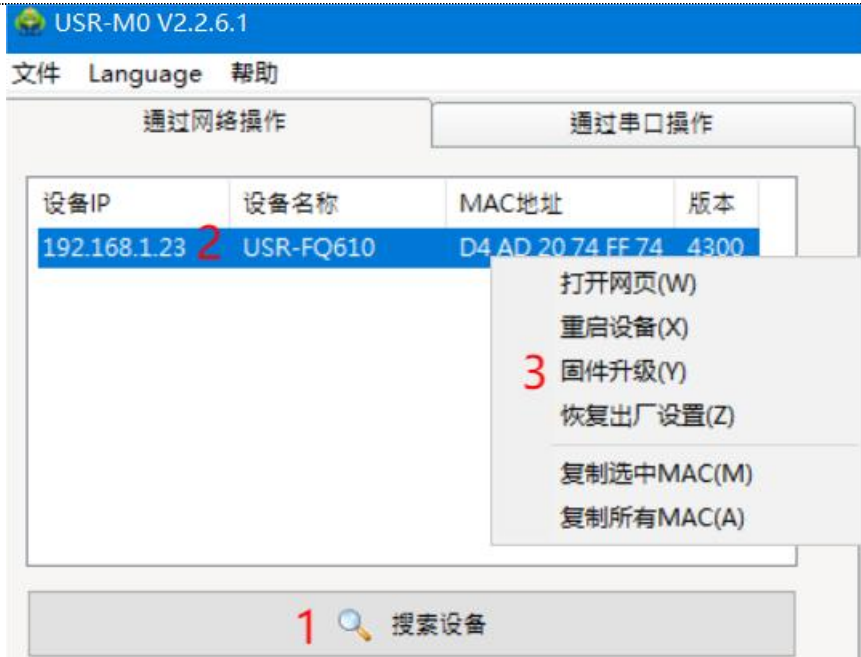 USR-M0 V2.2.6.1
文件 Language 帮助
通过网络操作 通过串口操作
设备IP 设备名称 MAC地址 版本
192.168.1.23 2 USR-FQ610 D4 AD 20 74 FF 74 4300
打开网页(W)
重启设备(X)
3 固件升级(Y)
恢复出厂设置(Z)
复制选中MAC(M)
复制所有MAC(A)
1 搜索设备